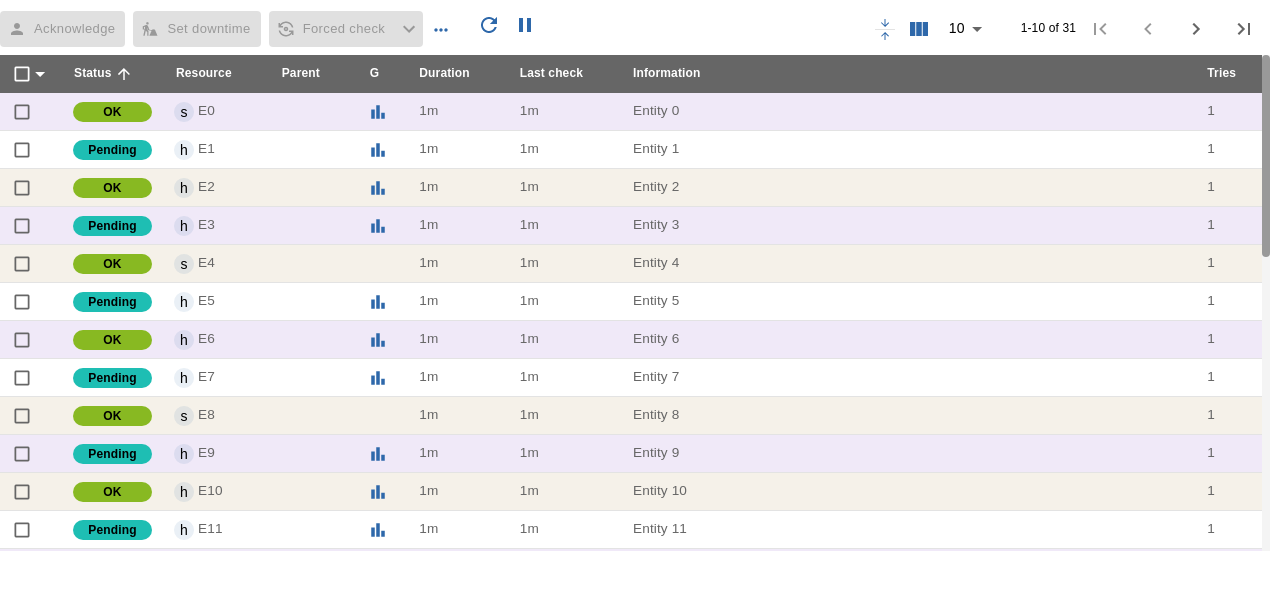 Acknowledge Set downtime Forced check 10 1-10 of 31
Status Resource Parent G Duration Last check Information Tries
OK s E0 1m 1m Entity 0 1
Pending h E1 1m 1m Entity 1 1
OK h E2 1m 1m Entity 2 1
Pending h E3 1m 1m Entity 3 1
OK s E4 1m 1m Entity 4 1
Pending h E5 1m 1m Entity 5 1
OK h E6 1m 1m Entity 6 1
Pending h E7 1m 1m Entity 7 1
OK s E8 1m 1m Entity 8 1
Pending h E9 1m 1m Entity 9 1
OK h E10 1m 1m Entity 10 1
Pending h E11 1m 1m Entity 11 1